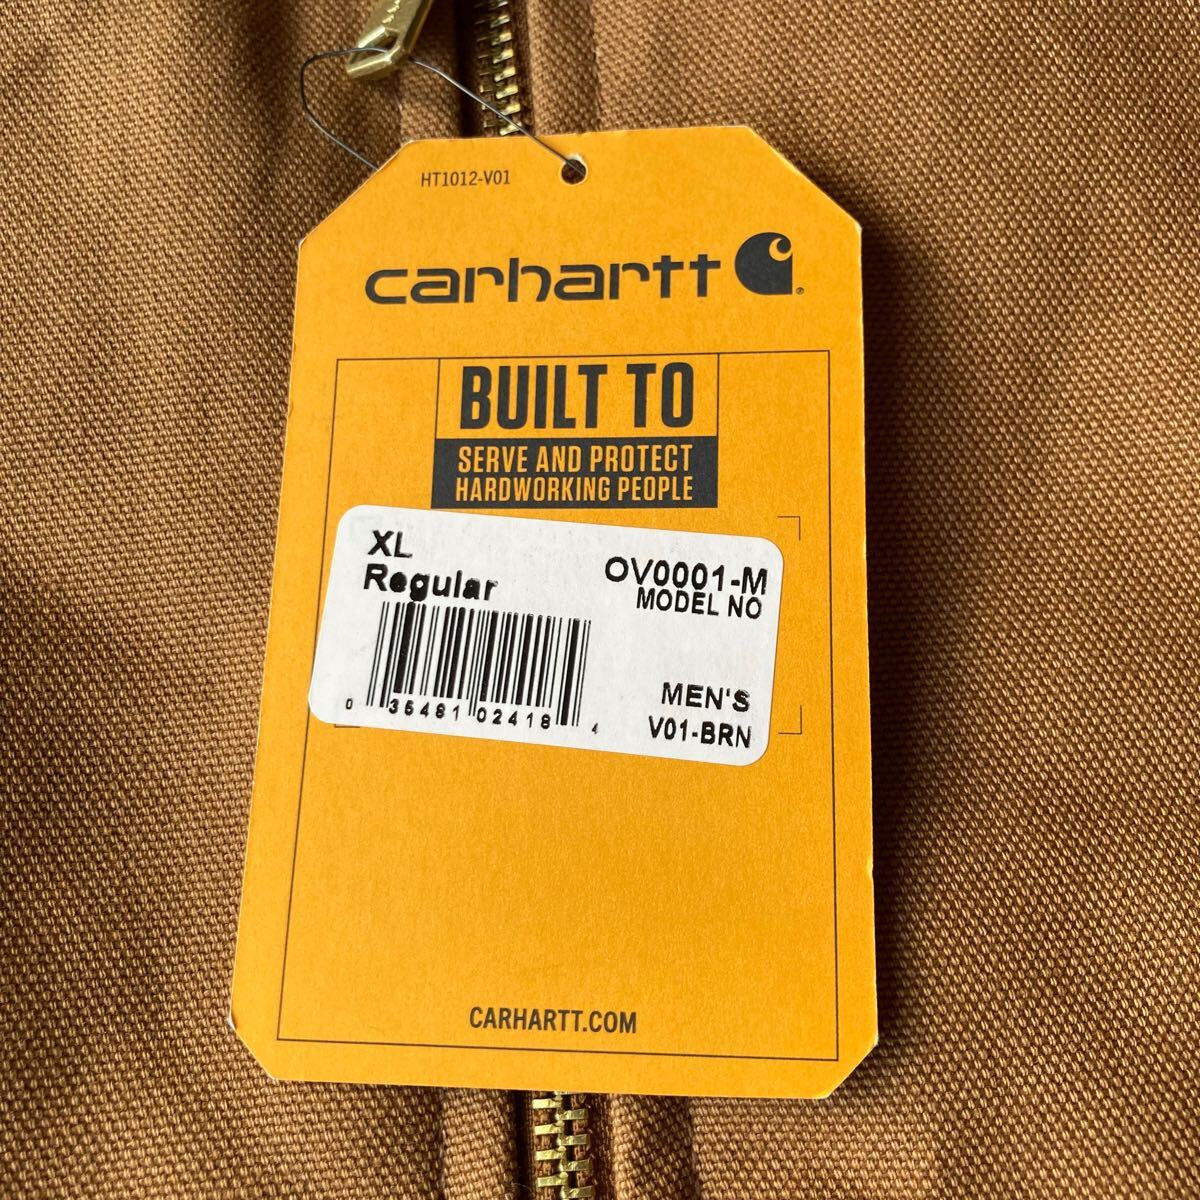 HT1012-V01
carhartt
BUILT TO
SERVE AND PROTECT
HARDWORKING PEOPLE
XL
Regular
OV0001-M
MODEL NO
0 35481 02418 4
MEN'S
V01-BRN
CARHARTT.COM